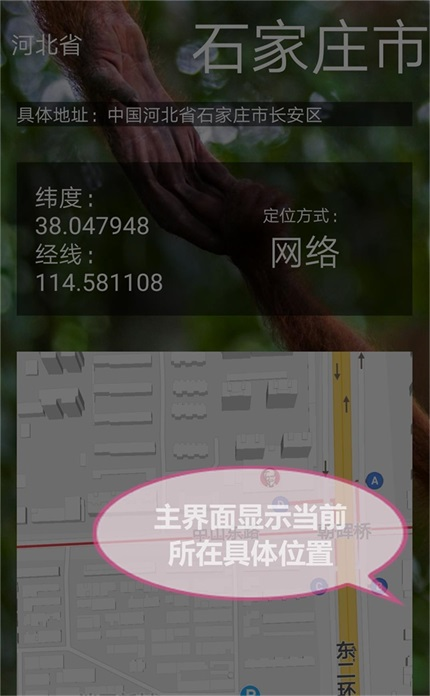 河北省
石家庄市
具体地址：中国河北省石家庄市长安区
纬度：
38.047948
经线：
114.581108
定位方式：
网络
A
主界面显示当前
所在具体位置
中山东路
朝晖桥
C
东二环
P